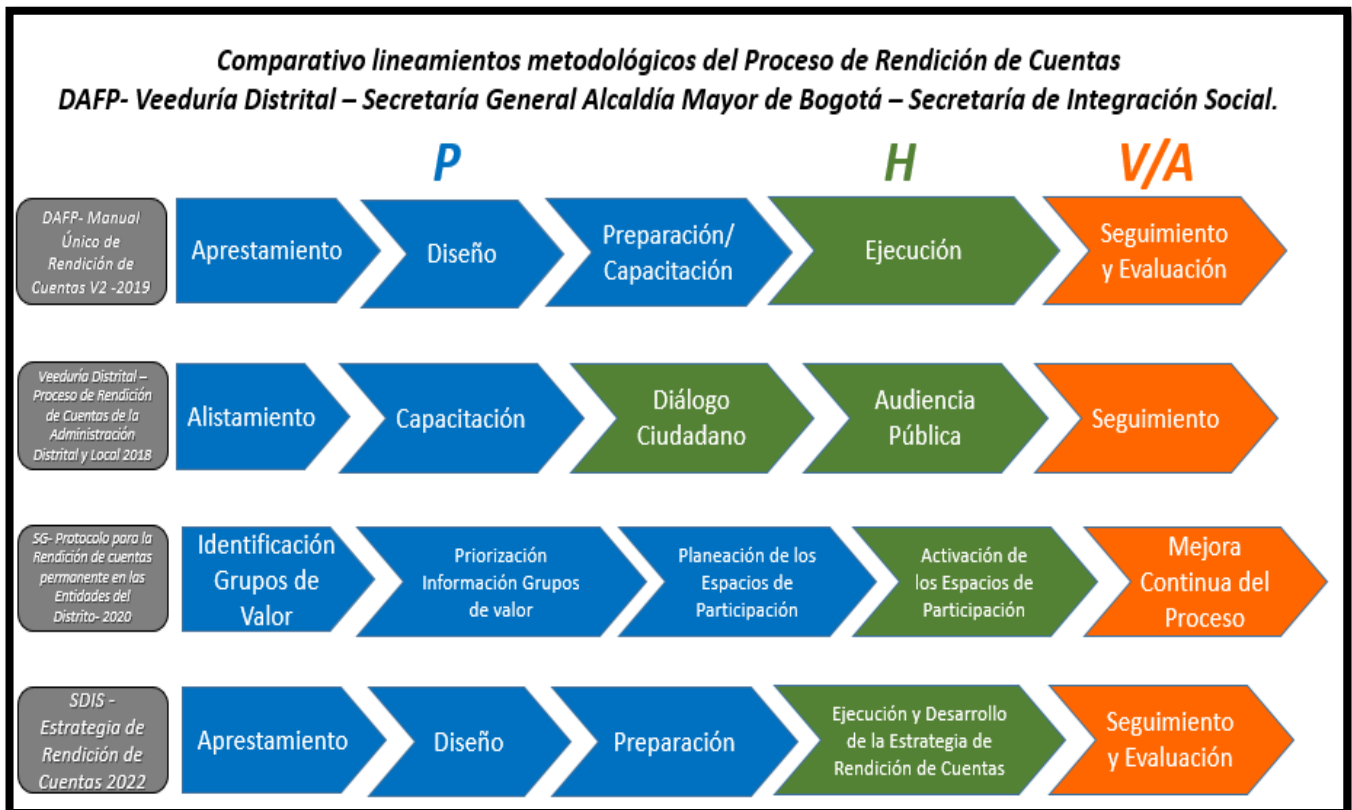 Comparativo lineamientos metodológicos del Proceso de Rendición de Cuentas
DAFP- Veeduría Distrital – Secretaría General Alcaldía Mayor de Bogotá – Secretaría de Integración Social.
P
H
V/A
DAFP- Manual
Único de
Rendición de
Cuentas V2 -2019
Aprestamiento
Diseño
Preparación/
Capacitación
Ejecución
Seguimiento
y Evaluación
Veeduría Distrital –
Proceso de Rendición
de Cuentas de la
Administración
Distrital y Local 2018
Alistamiento
Capacitación
Diálogo
Ciudadano
Audiencia
Pública
Seguimiento
SG- Protocolo para la
Rendición de cuentas
permanente en las
Entidades del
Distrito- 2020
Identificación
Grupos de
Valor
Priorización
Información Grupos
de valor
Planeación de los
Espacios de
Participación
Activación de
los Espacios de
Participación
Mejora
Continua del
Proceso
SDIS -
Estrategia de
Rendición de
Cuentas 2022
Aprestamiento
Diseño
Preparación
Ejecución y Desarrollo
de la Estrategia de
Rendición de Cuentas
Seguimiento
y Evaluación